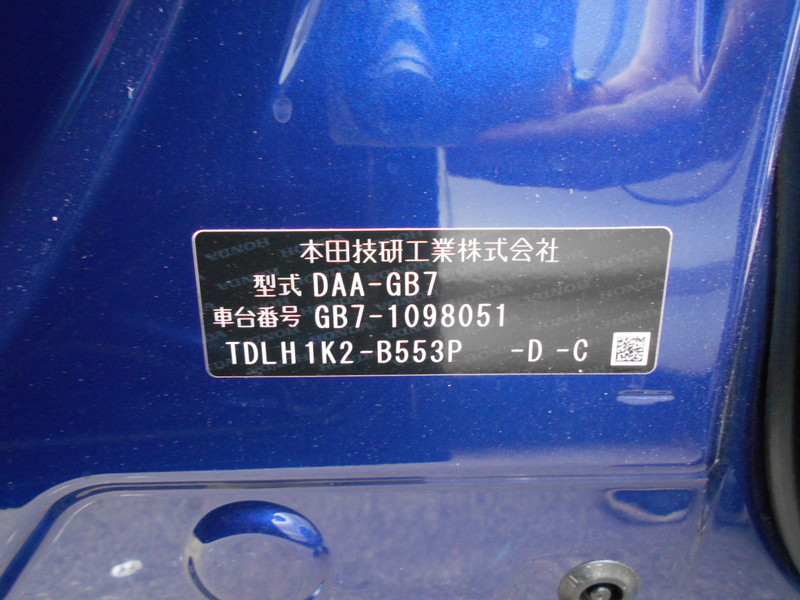 本田技研工業株式会社
型式 DAA-GB7
車台番号 GB7-1098051
TDLH1K2-B553P -D -C